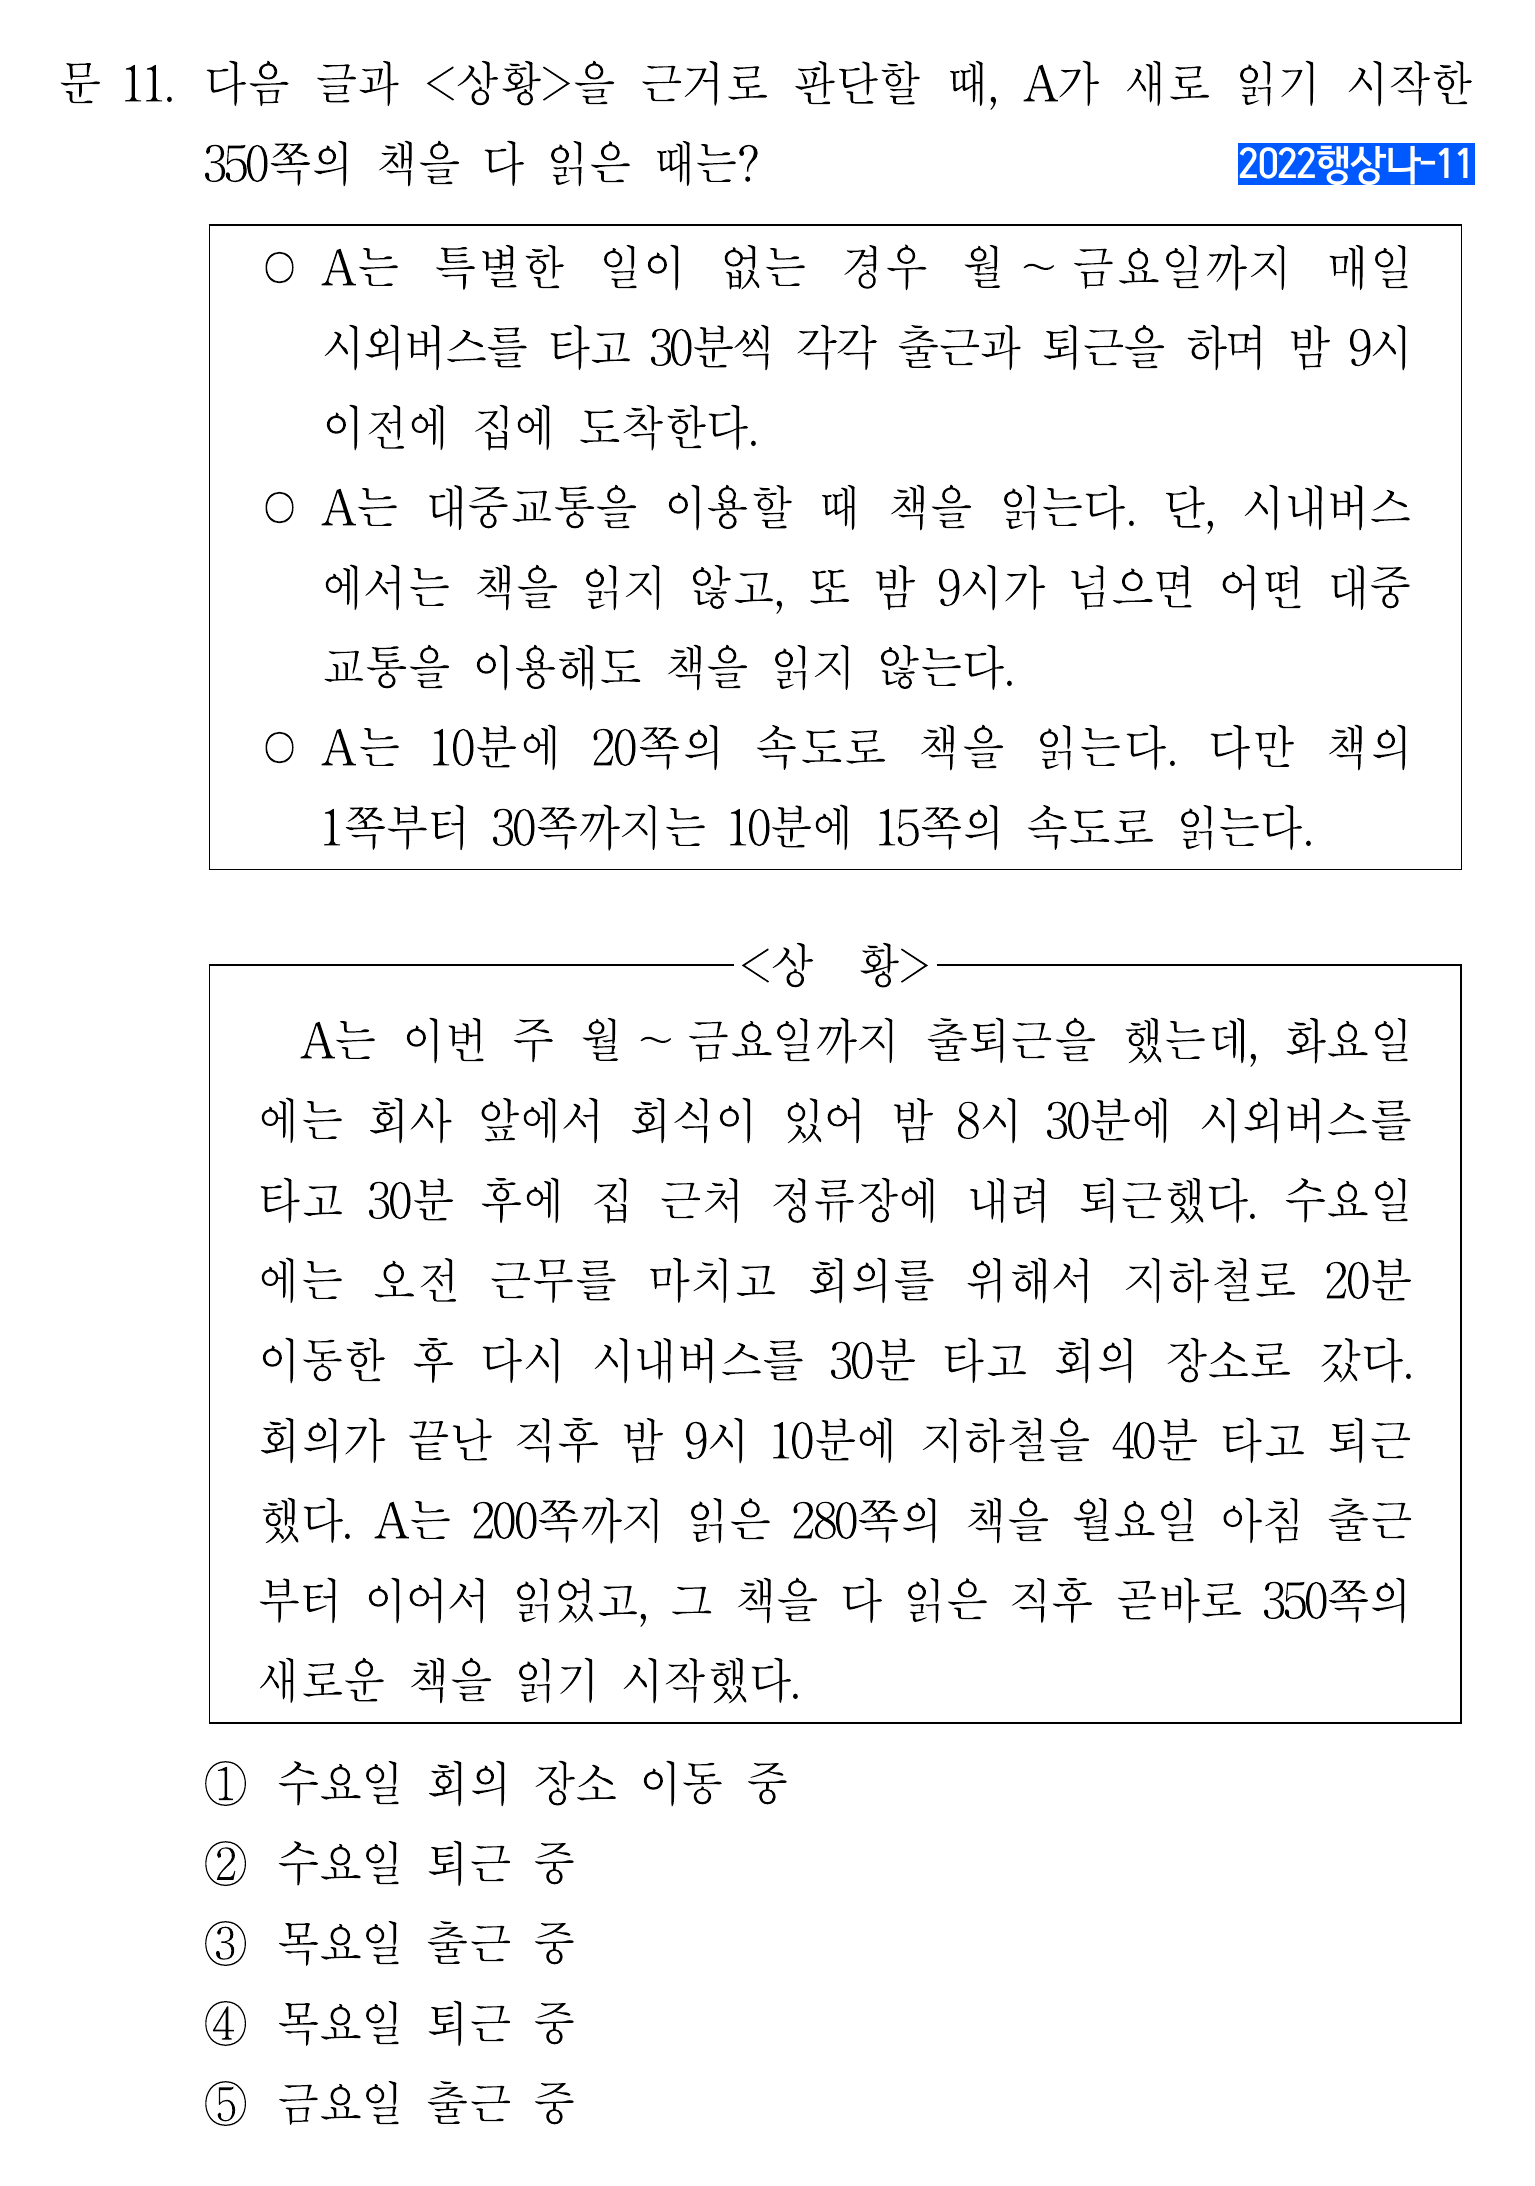 문 11. 다음 글과 <상황>을 근거로 판단할 때, A가 새로 읽기 시작한
350쪽의 책을 다 읽은 때는?
2022행상나-11
○ A는 특별한 일이 없는 경우 월～금요일까지 매일
시외버스를 타고 30분씩 각각 출근과 퇴근을 하며 밤 9시
이전에 집에 도착한다.
○ A는 대중교통을 이용할 때 책을 읽는다. 단, 시내버스
에서는 책을 읽지 않고, 또 밤 9시가 넘으면 어떤 대중
교통을 이용해도 책을 읽지 않는다.
○ A는 10분에 20쪽의 속도로 책을 읽는다. 다만 책의
1쪽부터 30쪽까지는 10분에 15쪽의 속도로 읽는다.
<상 황>
A는 이번 주 월～금요일까지 출퇴근을 했는데, 화요일
에는 회사 앞에서 회식이 있어 밤 8시 30분에 시외버스를
타고 30분 후에 집 근처 정류장에 내려 퇴근했다. 수요일
에는 오전 근무를 마치고 회의를 위해서 지하철로 20분
이동한 후 다시 시내버스를 30분 타고 회의 장소로 갔다.
회의가 끝난 직후 밤 9시 10분에 지하철을 40분 타고 퇴근
했다. A는 200쪽까지 읽은 280쪽의 책을 월요일 아침 출근
부터 이어서 읽었고, 그 책을 다 읽은 직후 곧바로 350쪽의
새로운 책을 읽기 시작했다.
① 수요일 회의 장소 이동 중
② 수요일 퇴근 중
③ 목요일 출근 중
④ 목요일 퇴근 중
⑤ 금요일 출근 중